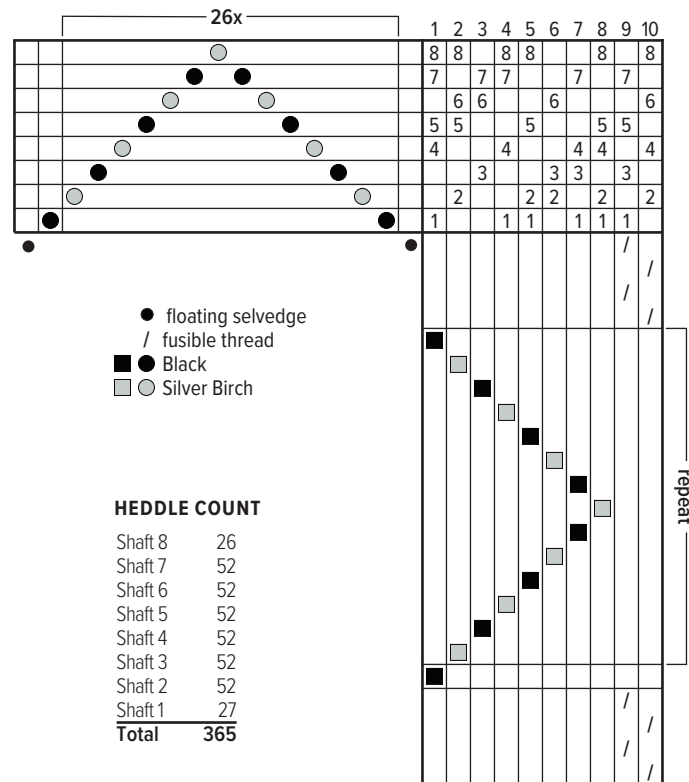 26x
1 2 3 4 5 6 7 8 9 10
8 8 8 8 8 8
7 7 7 7 7
6 6 6 6
5 5 5 5 5
4 4 4 4 4
3 3 3 3
2 2 2 2 2
1 1 1 1 1 1
/
/
/
/
floating selvedge
/ fusible thread
Black
Silver Birch
repeat
HEDDLE COUNT
Shaft 8 26
Shaft 7 52
Shaft 6 52
Shaft 5 52
Shaft 4 52
Shaft 3 52
Shaft 2 52
Shaft 1 27
Total 365
/
/
/
/